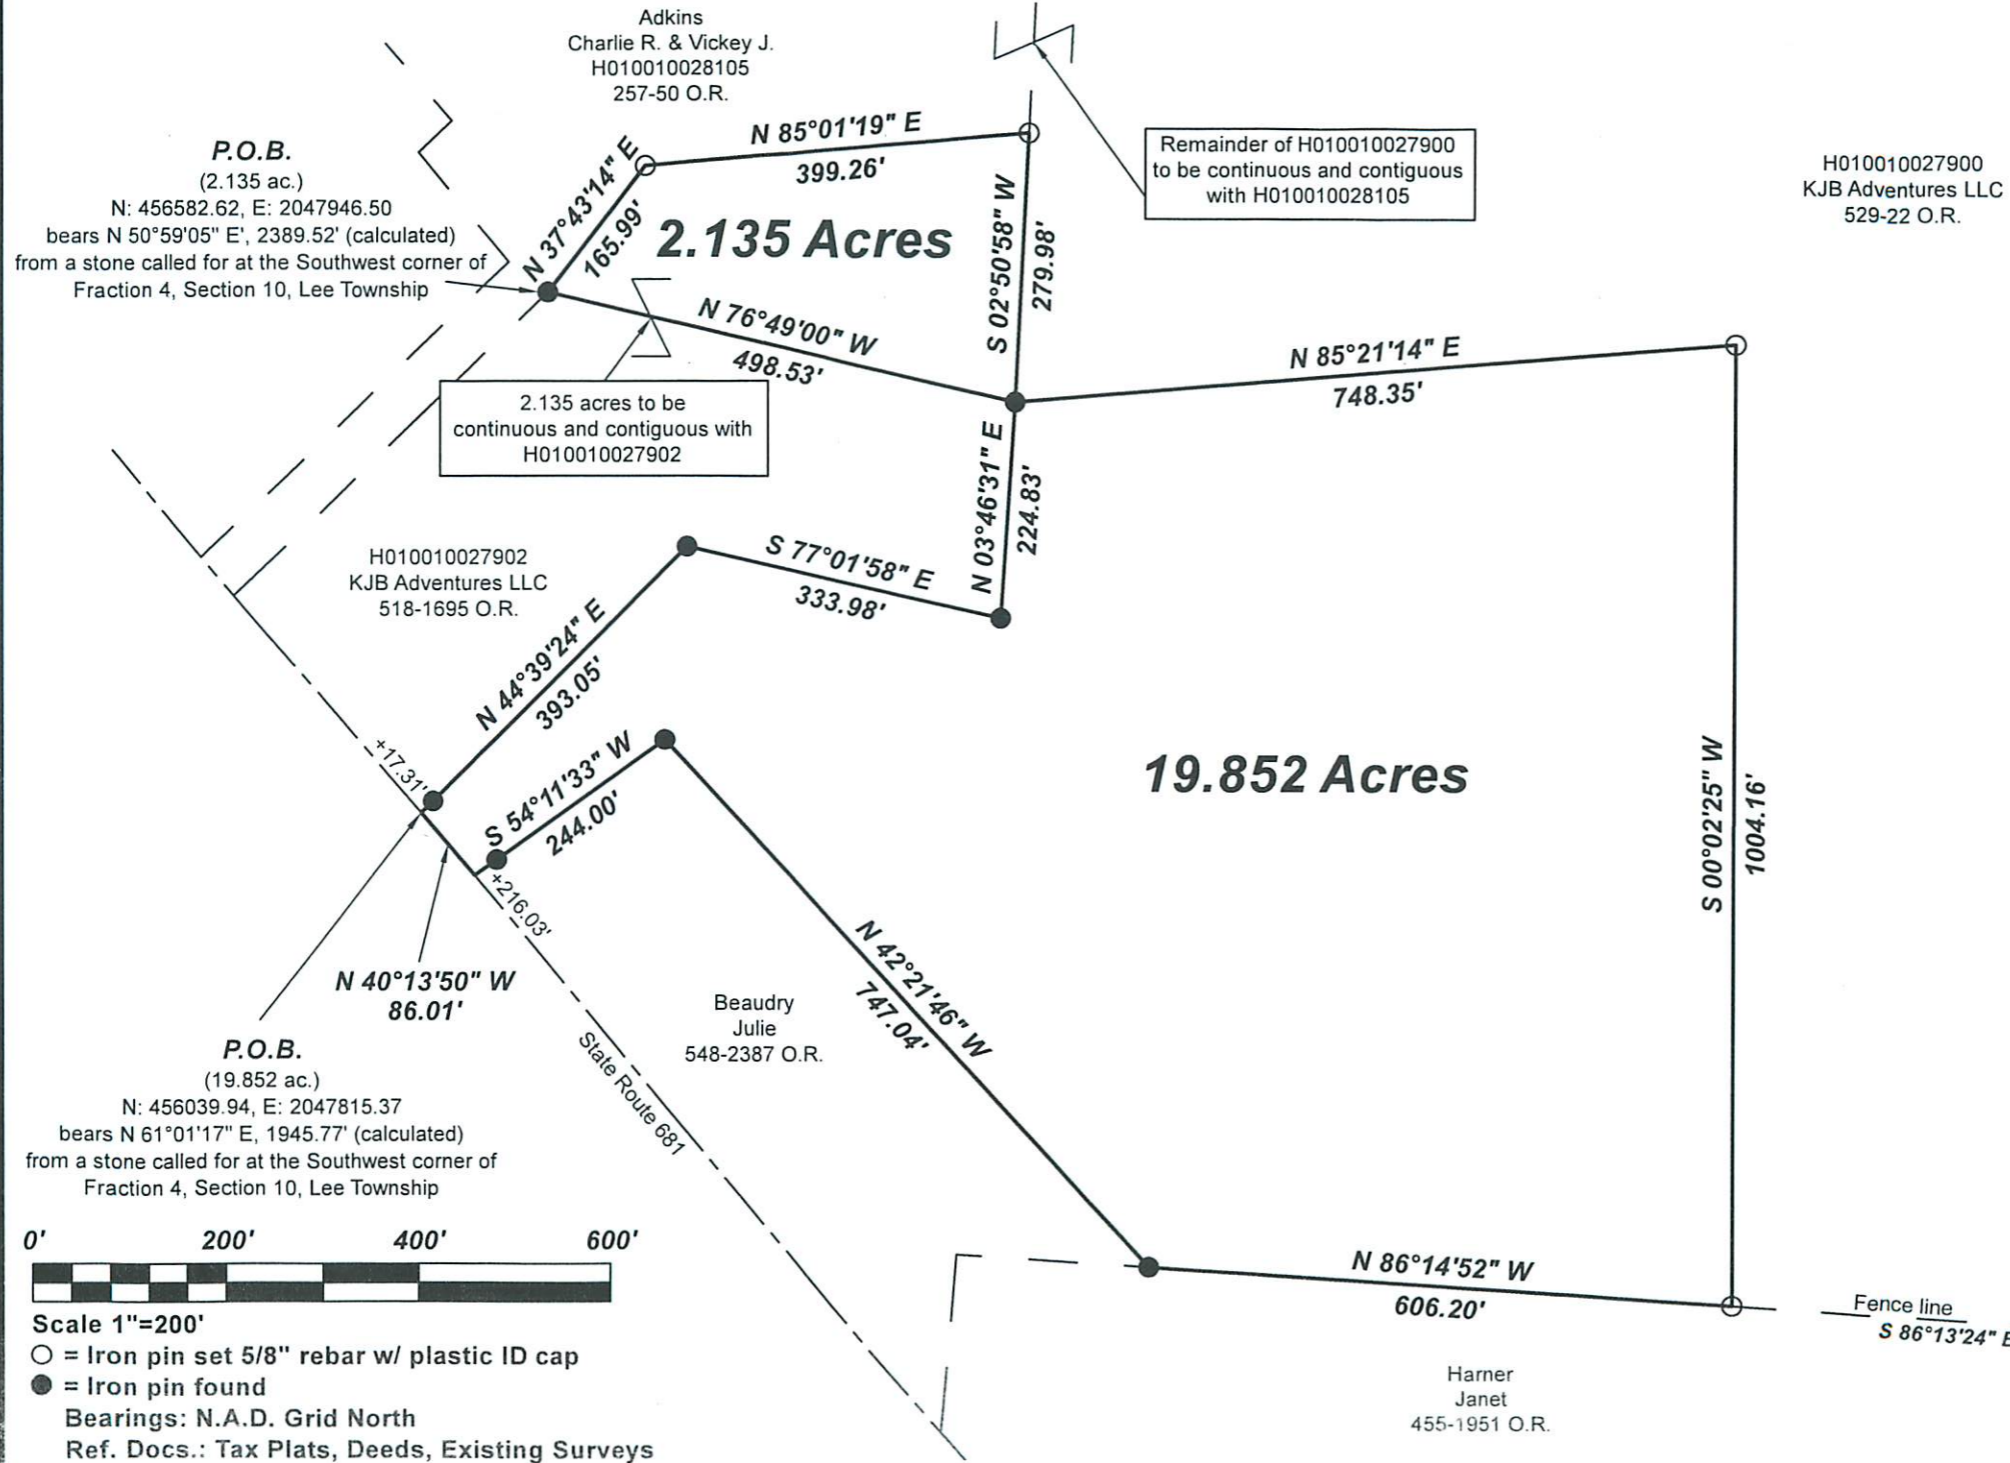 Adkins
Charlie R. & Vickey J.
H010010028105
257-50 O.R.
P.O.B.
(2.135 ac.)
N: 456582.62, E: 2047946.50
bears N 50°59'05" E', 2389.52' (calculated)
from a stone called for at the Southwest corner of
Fraction 4, Section 10, Lee Township
N 37°43'14" E
165.99'
N 85°01'19" E
399.26'
2.135 Acres
S 02°50'58" W
279.98'
Remainder of H010010027900
to be continuous and contiguous
with H010010028105
H010010027900
KJB Adventures LLC
529-22 O.R.
N 76°49'00" W
498.53'
N 85°21'14" E
748.35'
2.135 acres to be
continuous and contiguous with
H010010027902
N 03°46'31" E
224.83'
H010010027902
KJB Adventures LLC
518-1695 O.R.
S 77°01'58" E
333.98'
N 44°39'24" E
393.05'
+17.31'
S 54°11'33" W
244.00'
+216.03'
19.852 Acres
S 00°02'25" W
1004.16'
N 40°13'50" W
86.01'
N 42°21'46" W
747.04'
Beaudry
Julie
548-2387 O.R.
State Route 681
P.O.B.
(19.852 ac.)
N: 456039.94, E: 2047815.37
bears N 61°01'17" E, 1945.77' (calculated)
from a stone called for at the Southwest corner of
Fraction 4, Section 10, Lee Township
0' 200' 400' 600'
Scale 1"=200'
= Iron pin set 5/8" rebar w/ plastic ID cap
= Iron pin found
Bearings: N.A.D. Grid North
Ref. Docs.: Tax Plats, Deeds, Existing Surveys
N 86°14'52" W
606.20'
Fence line
S 86°13'24" E
Harner
Janet
455-1951 O.R.